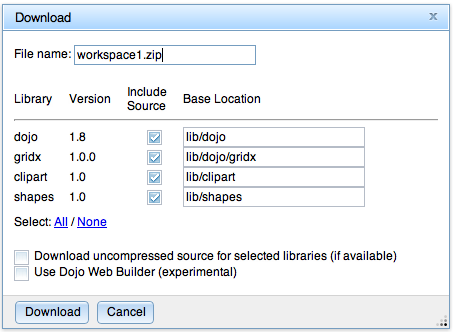 Download x
File name: workspace1.zip
Library Version Include Source Base Location
dojo 1.8 lib/dojo
gridx 1.0.0 lib/dojo/gridx
clipart 1.0 lib/clipart
shapes 1.0 lib/shapes
Select: All / None
Download uncompressed source for selected libraries (if available)
Use Dojo Web Builder (experimental)
Download Cancel